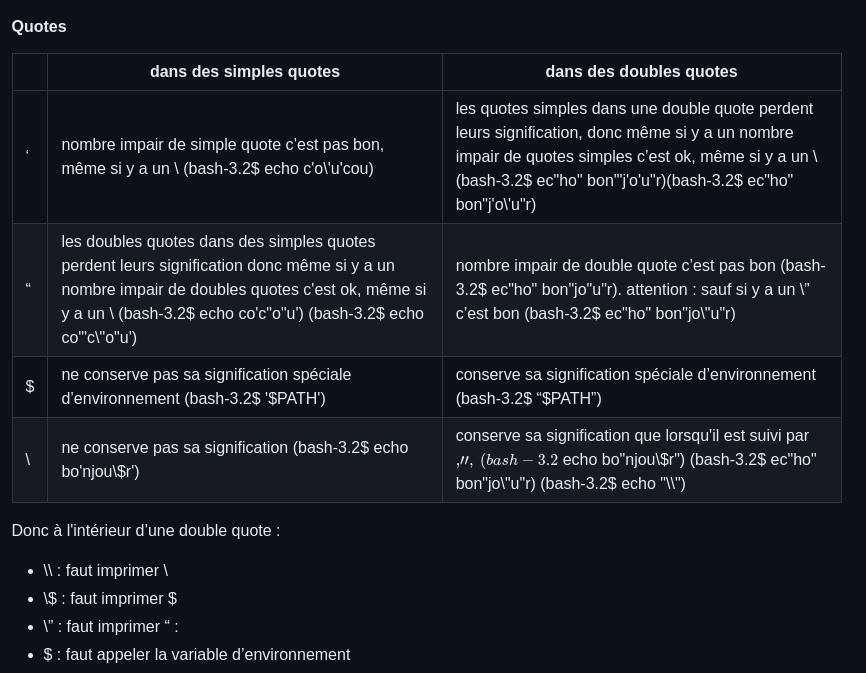 Quotes
dans des simples quotes
dans des doubles quotes
‘
nombre impair de simple quote c’est pas bon,
même si y a un \ (bash-3.2$ echo c'o\'u'cou)
les quotes simples dans une double quote perdent
leurs signification, donc même si y a un nombre
impair de quotes simples c’est ok, même si y a un \
(bash-3.2$ ec"ho" bon"'j'o'u"r)(bash-3.2$ ec"ho"
bon"j'o\'u"r)
“
les doubles quotes dans des simples quotes
perdent leurs signification donc même si y a un
nombre impair de doubles quotes c'est ok, même si
y a un \ (bash-3.2$ echo co'c"o"u') (bash-3.2$ echo
co'"c\"o"u')
nombre impair de double quote c’est pas bon (bash-
3.2$ ec"ho" bon"jo"u"r). attention : sauf si y a un \”
c’est bon (bash-3.2$ ec"ho" bon"jo\"u"r)
$
ne conserve pas sa signification spéciale
d’environnement (bash-3.2$ '$PATH')
conserve sa signification spéciale d’environnement
(bash-3.2$ “$PATH”)
\
ne conserve pas sa signification (bash-3.2$ echo
bo'njou\$r')
conserve sa signification que lorsqu'il est suivi par
,′′, (bash − 3.2 echo bo"njou\$r") (bash-3.2$ ec"ho"
bon"jo\"u"r) (bash-3.2$ echo "\\")
Donc à l'intérieur d’une double quote :
• \\ : faut imprimer \
• \$ : faut imprimer $
• \” : faut imprimer “ :
• $ : faut appeler la variable d’environnement